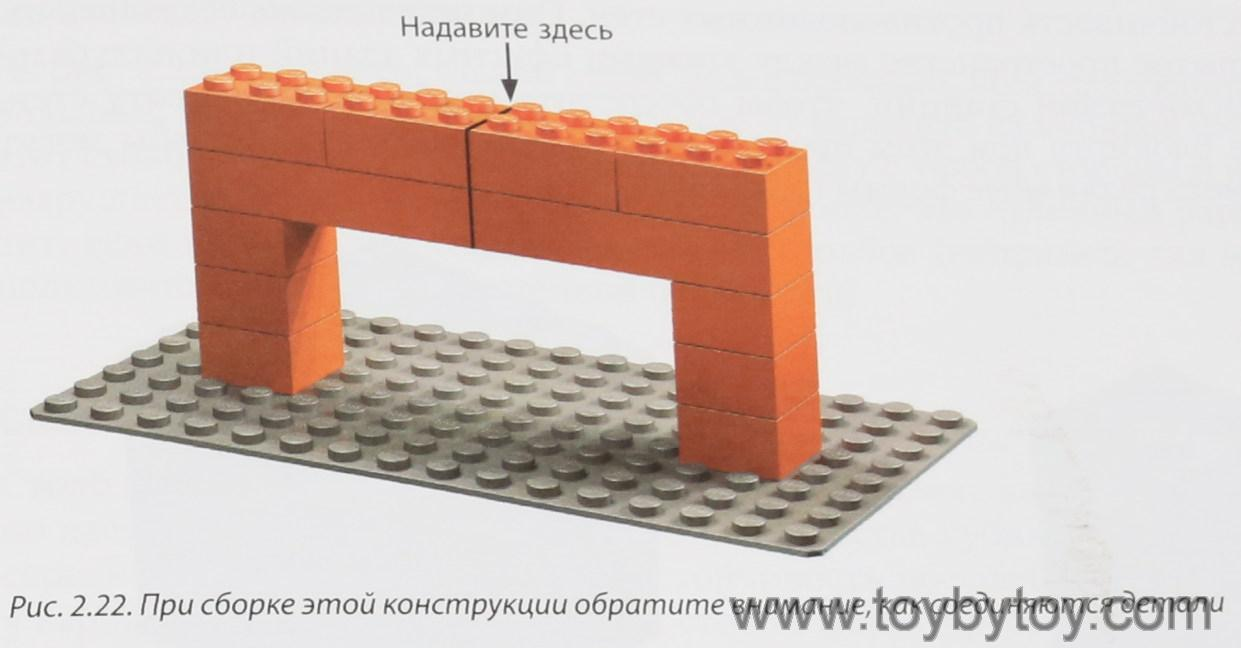 Надавите здесь
Рис. 2.22. При сборке этой конструкции обратите внимание, как соединяются детали
www.toybytoy.com